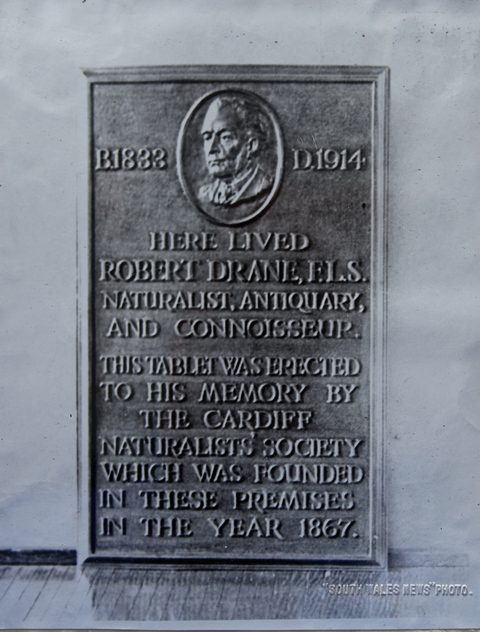 B.1833 D.1914
HERE LIVED
ROBERT DRANE, F.L.S.
NATURALIST, ANTIQUARY,
AND CONNOISSEUR.
THIS TABLET WAS ERECTED
TO HIS MEMORY BY
THE CARDIFF
NATURALISTS' SOCIETY
WHICH WAS FOUNDED
IN THESE PREMISES
IN THE YEAR 1867.
"SOUTH WALES NEWS" PHOTO.